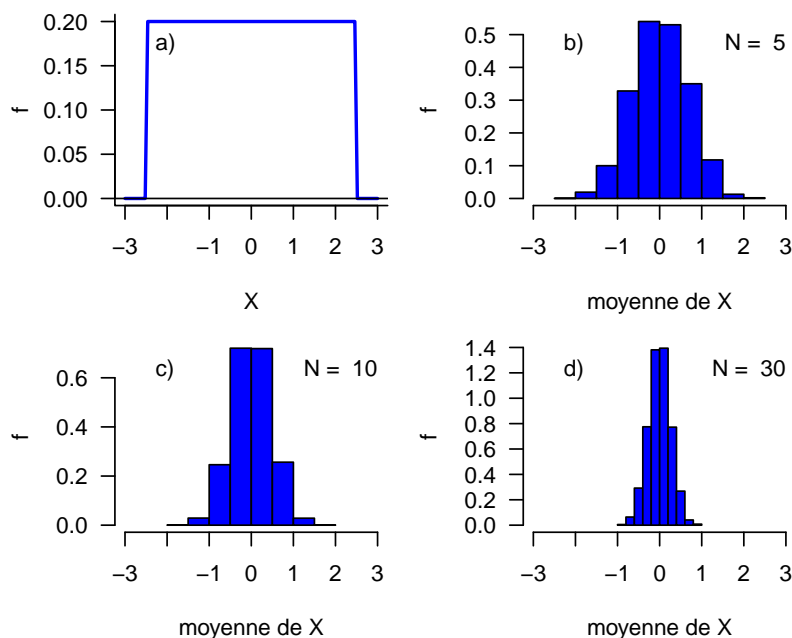 a)
f
0.20
0.15
0.10
0.05
0.00
−3 −1 0 1 2 3
X
b) N = 5
f
0.5
0.4
0.3
0.2
0.1
0.0
−3 −1 0 1 2 3
moyenne de X
c) N = 10
f
0.6
0.4
0.2
0.0
−3 −1 0 1 2 3
moyenne de X
d) N = 30
f
1.4
1.2
1.0
0.8
0.6
0.4
0.2
0.0
−3 −1 0 1 2 3
moyenne de X